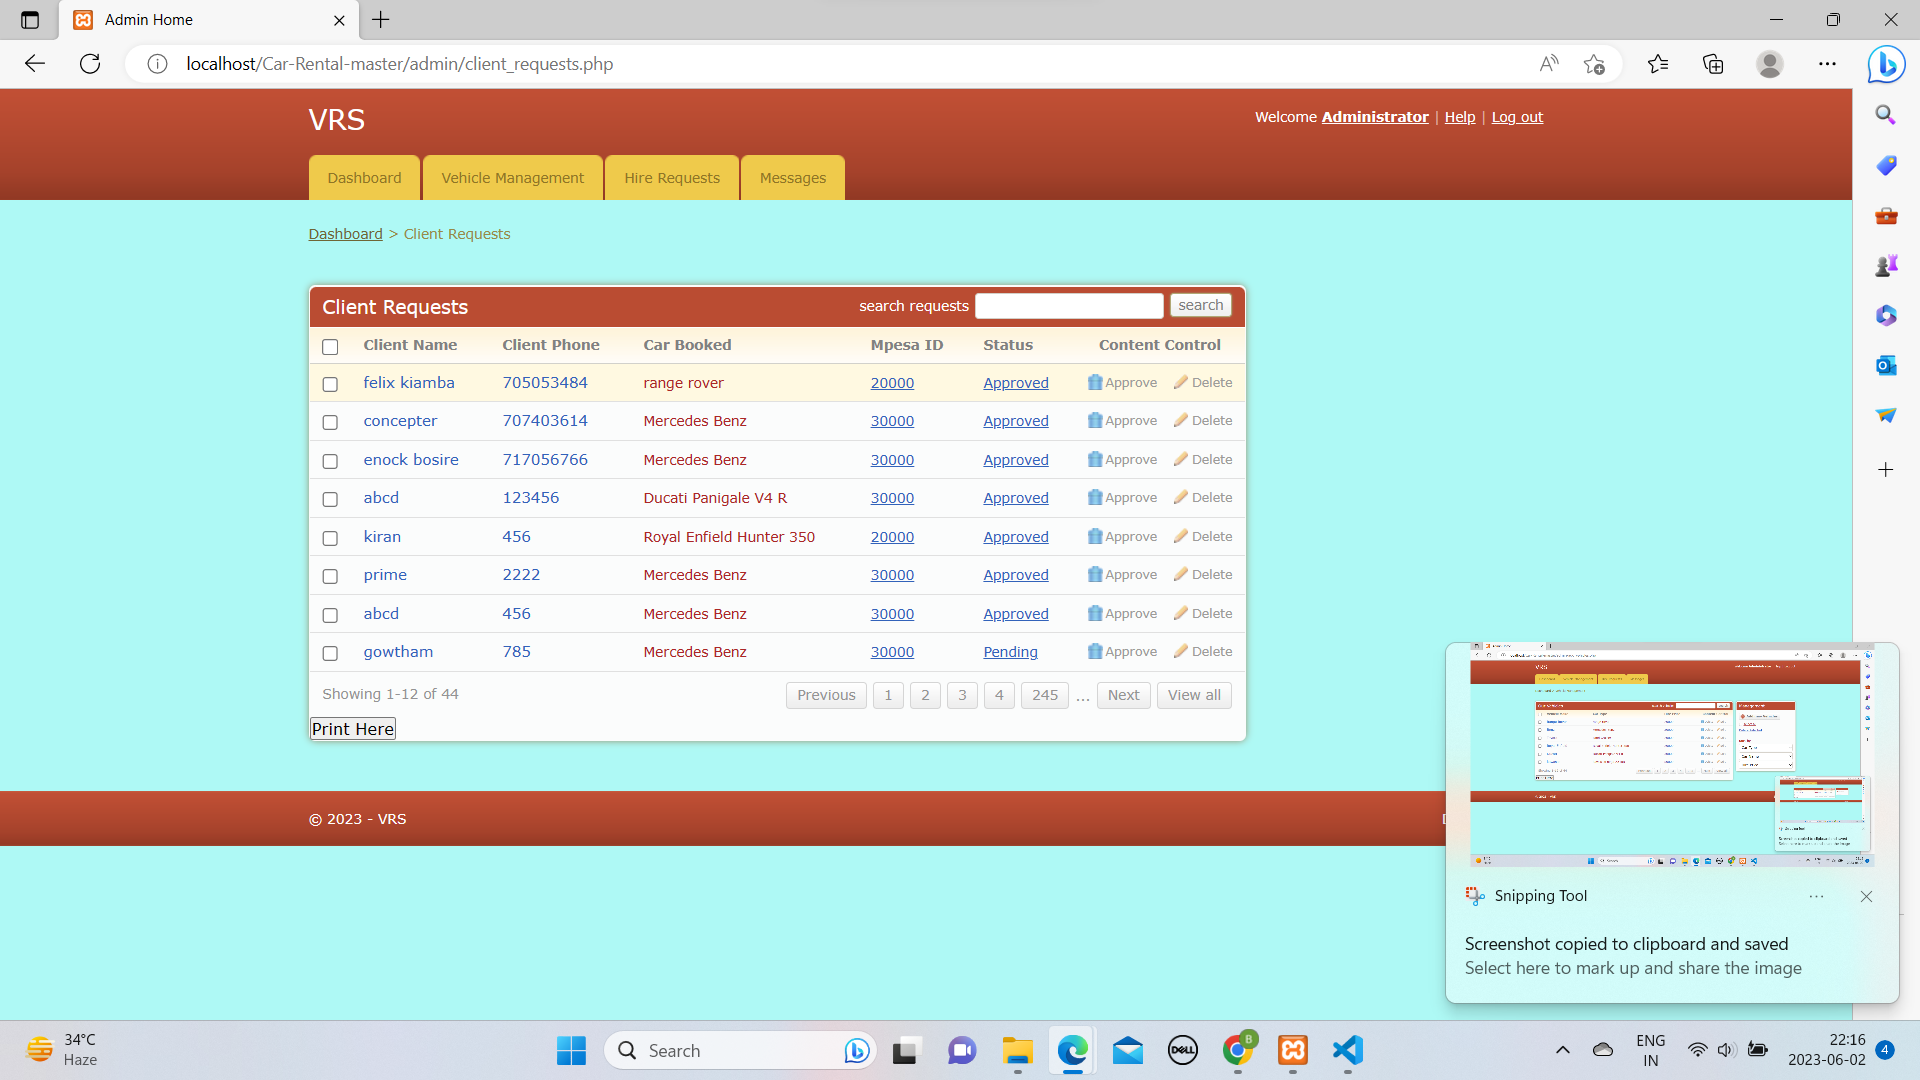 Admin Home
localhost/Car-Rental-master/admin/client_requests.php
VRS
Welcome Administrator | Help | Log out
Dashboard Vehicle Management Hire Requests Messages
Dashboard > Client Requests
Client Requests search requests search
Client Name Client Phone Car Booked Mpesa ID Status Content Control
felix kiamba 705053484 range rover 20000 Approved Approve Delete
concepter 707403614 Mercedes Benz 30000 Approved Approve Delete
enock bosire 717056766 Mercedes Benz 30000 Approved Approve Delete
abcd 123456 Ducati Panigale V4 R 30000 Approved Approve Delete
kiran 456 Royal Enfield Hunter 350 20000 Approved Approve Delete
prime 2222 Mercedes Benz 30000 Approved Approve Delete
abcd 456 Mercedes Benz 30000 Approved Approve Delete
gowtham 785 Mercedes Benz 30000 Pending Approve Delete
Showing 1-12 of 44 Previous 1 2 3 4 245 ... Next View all
Print Here
© 2023 - VRS
Snipping Tool
Screenshot copied to clipboard and saved
Select here to mark up and share the image
34°C
Haze
Search
DELL
B
ENG
IN
22:16
2023-06-02
4